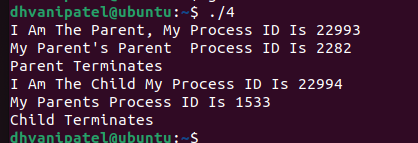 dhvanipatel@ubuntu:~$ ./4
I Am The Parent, My Process ID Is 22993
My Parent's Parent  Process ID Is 2282
Parent Terminates
I Am The Child My Process ID Is 22994
My Parents Process ID Is 1533
Child Terminates
dhvanipatel@ubuntu:~$